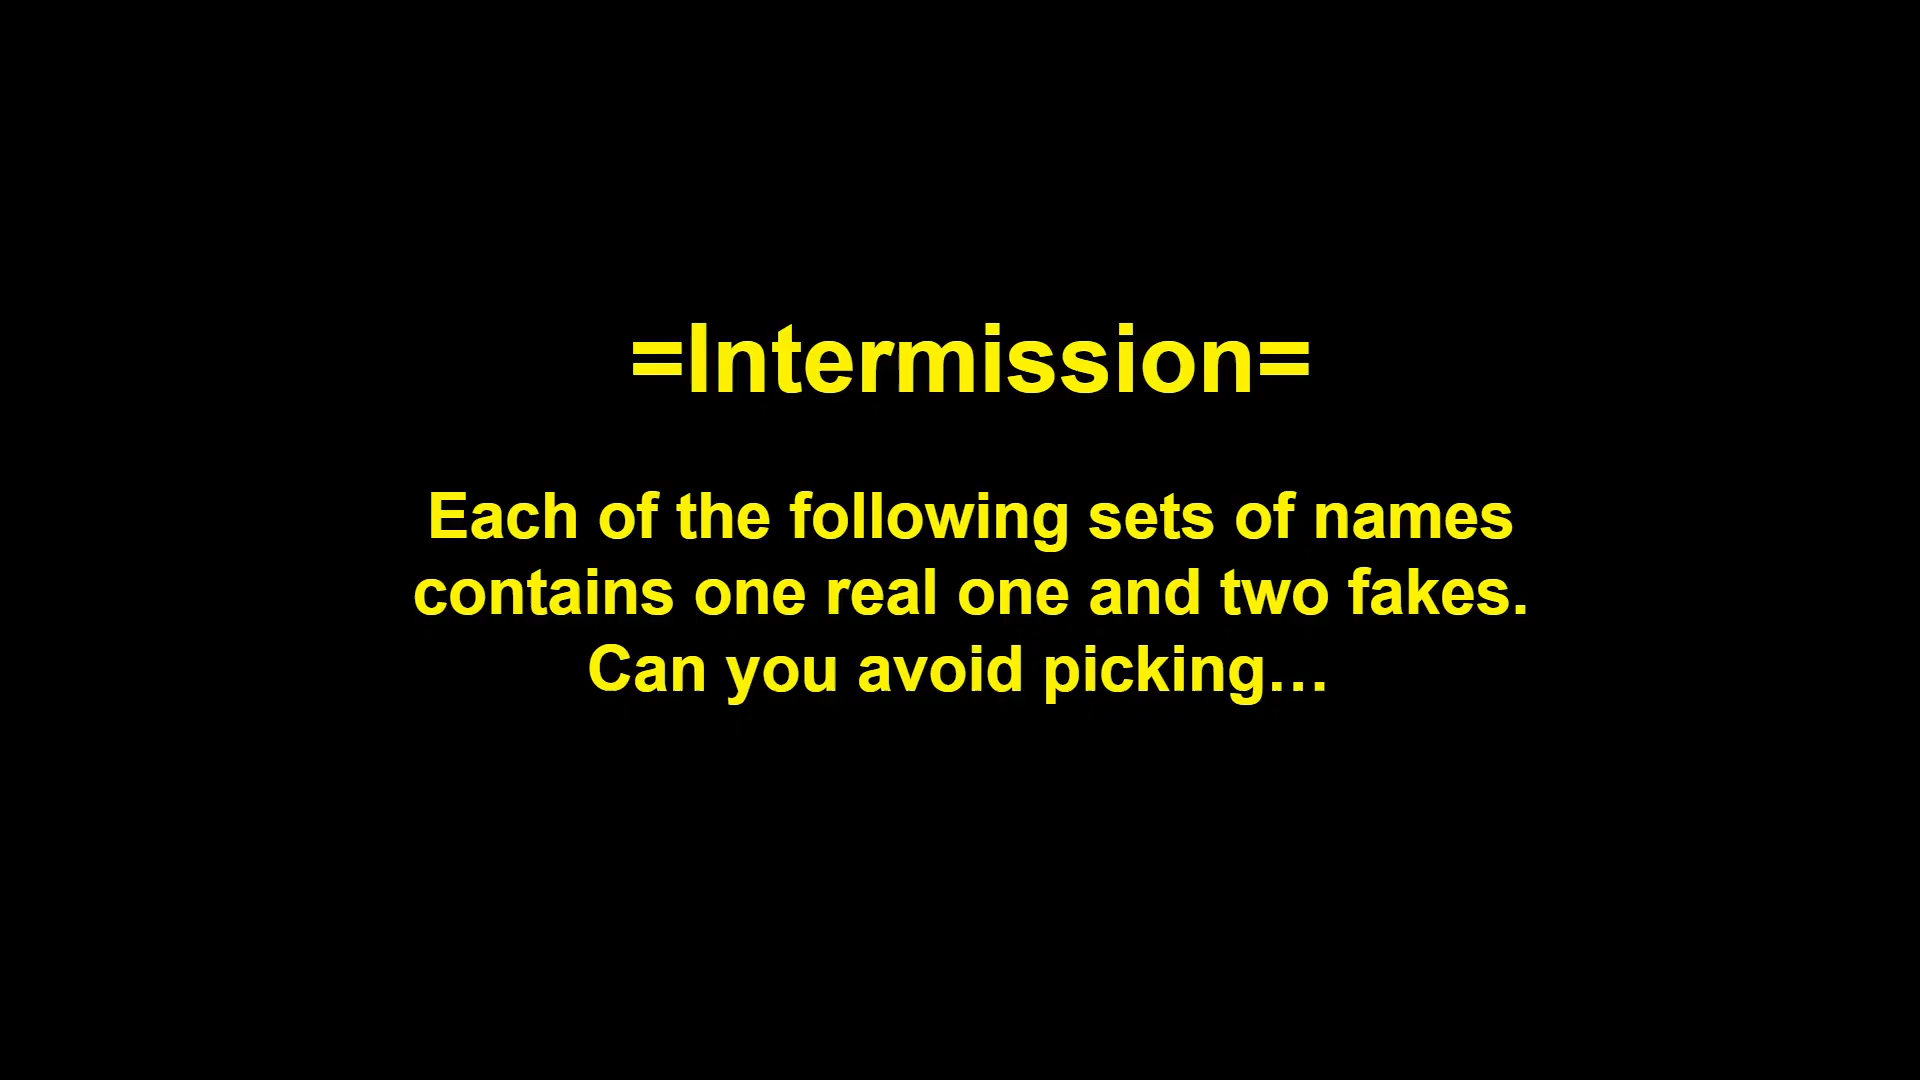 =Intermission=
Each of the following sets of names
contains one real one and two fakes.
Can you avoid picking…